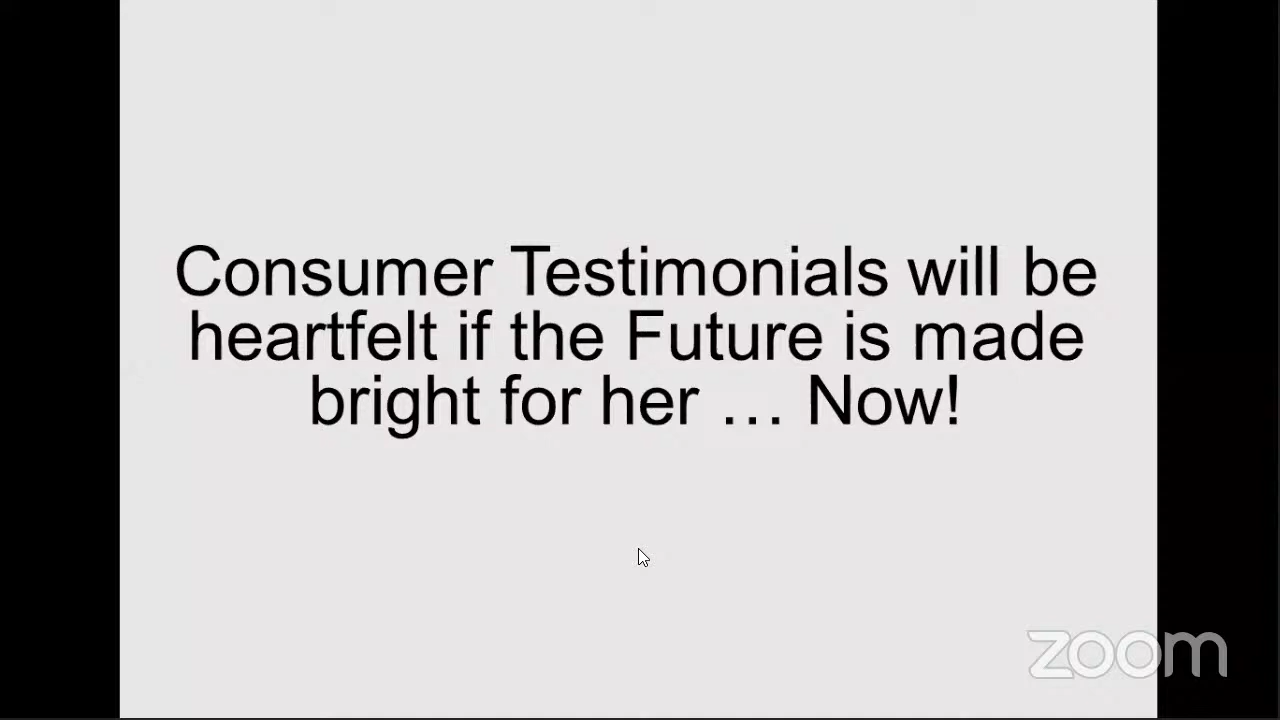 Consumer Testimonials will be
heartfelt if the Future is made
bright for her … Now!
zoom